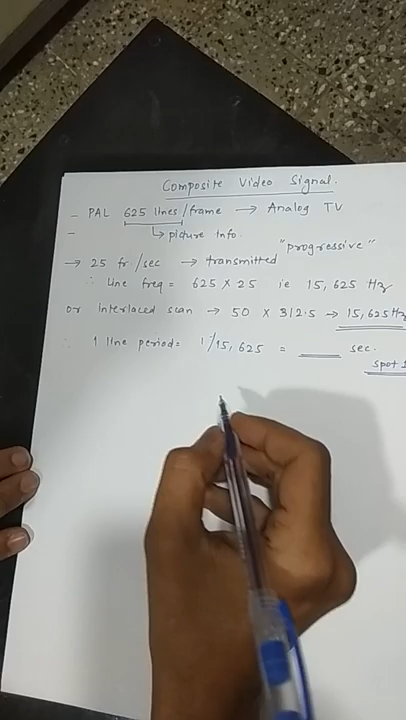 Composite Video Signal.
- PAL 625 lines/frame → Analog TV
- ↳ picture Info.
→ 25 fr/sec → transmitted "progressive"
∴ Line freq = 625 X 25 ie 15,625 Hz
or Interlaced scan → 50 X 312.5 → 15,625Hz
∴ 1 line period = 1/15,625 = ____ sec.
spot